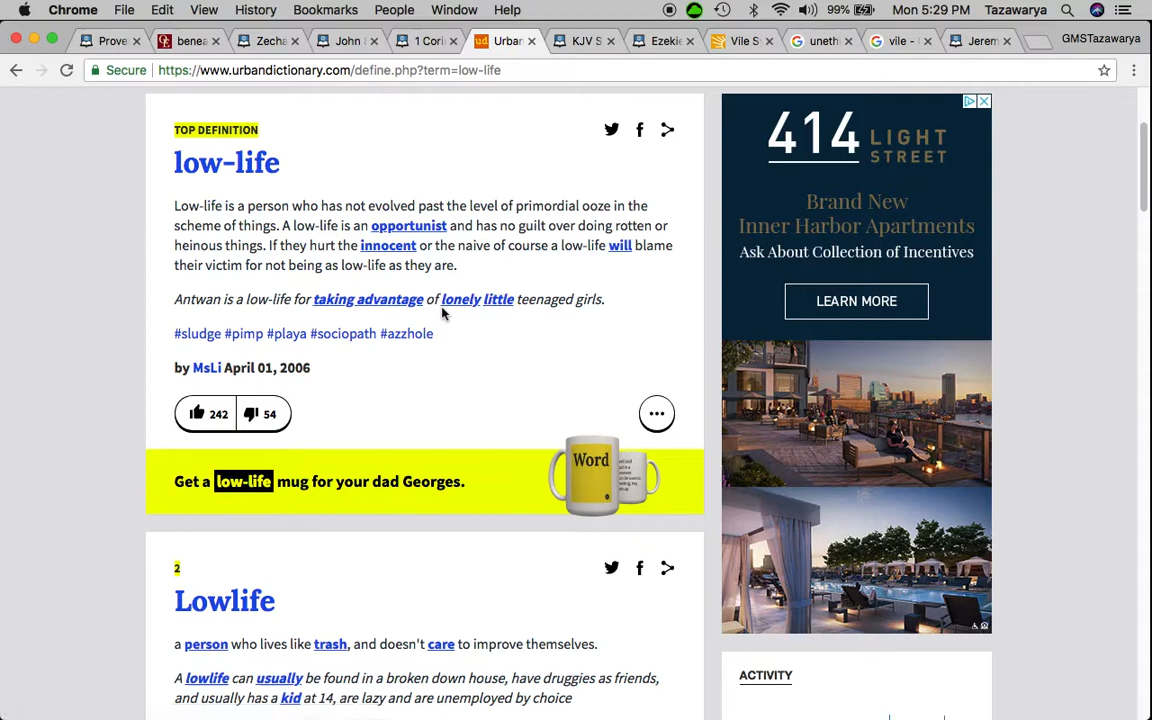 Chrome File Edit View History Bookmarks People Window Help 99% Mon 5:29 PM Tazawarya
Prove benea Zecha John 1 Cori Urban KJV S Ezekie Vile Sy uneth vile - Jerem GMSTazawarya
Secure https://www.urbandictionary.com/define.php?term=low-life
TOP DEFINITION
low-life
Low-life is a person who has not evolved past the level of primordial ooze in the
scheme of things. A low-life is an opportunist and has no guilt over doing rotten or
heinous things. If they hurt the innocent or the naive of course a low-life will blame
their victim for not being as low-life as they are.
Antwan is a low-life for taking advantage of lonely little teenaged girls.
#sludge #pimp #playa #sociopath #azzhole
by MsLi April 01, 2006
242 54
Get a low-life mug for your dad Georges.
Word
2
Lowlife
a person who lives like trash, and doesn't care to improve themselves.
A lowlife can usually be found in a broken down house, have druggies as friends,
and usually has a kid at 14, are lazy and are unemployed by choice
414 LIGHT
STREET
Brand New
Inner Harbor Apartments
Ask About Collection of Incentives
LEARN MORE
ACTIVITY